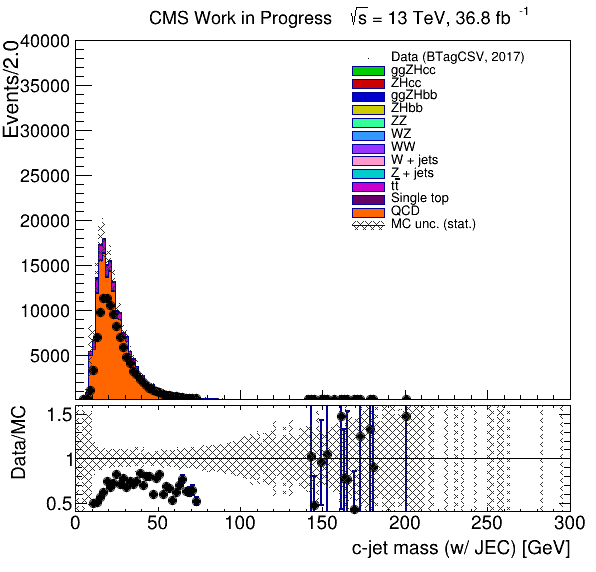 CMS Work in Progress √s = 13 TeV, 36.8 fb -1
Events/2.0
40000
35000
30000
25000
20000
15000
10000
5000
Data (BTagCSV, 2017)
ggZHcc
ZHcc
ggZHbb
ZHbb
ZZ
WZ
WW
W + jets
Z + jets
tt̄
Single top
QCD
MC unc. (stat.)
Data/MC
1.5
1
0.5
0 50 100 150 200 250 300
c-jet mass (w/ JEC) [GeV]